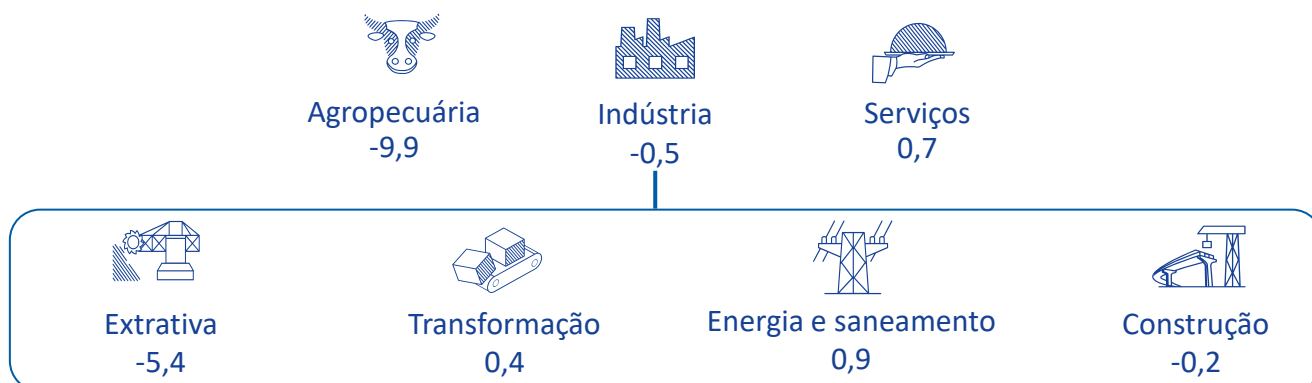 Agropecuária
-9,9
Indústria
-0,5
Serviços
0,7
Extrativa
-5,4
Transformação
0,4
Energia e saneamento
0,9
Construção
-0,2